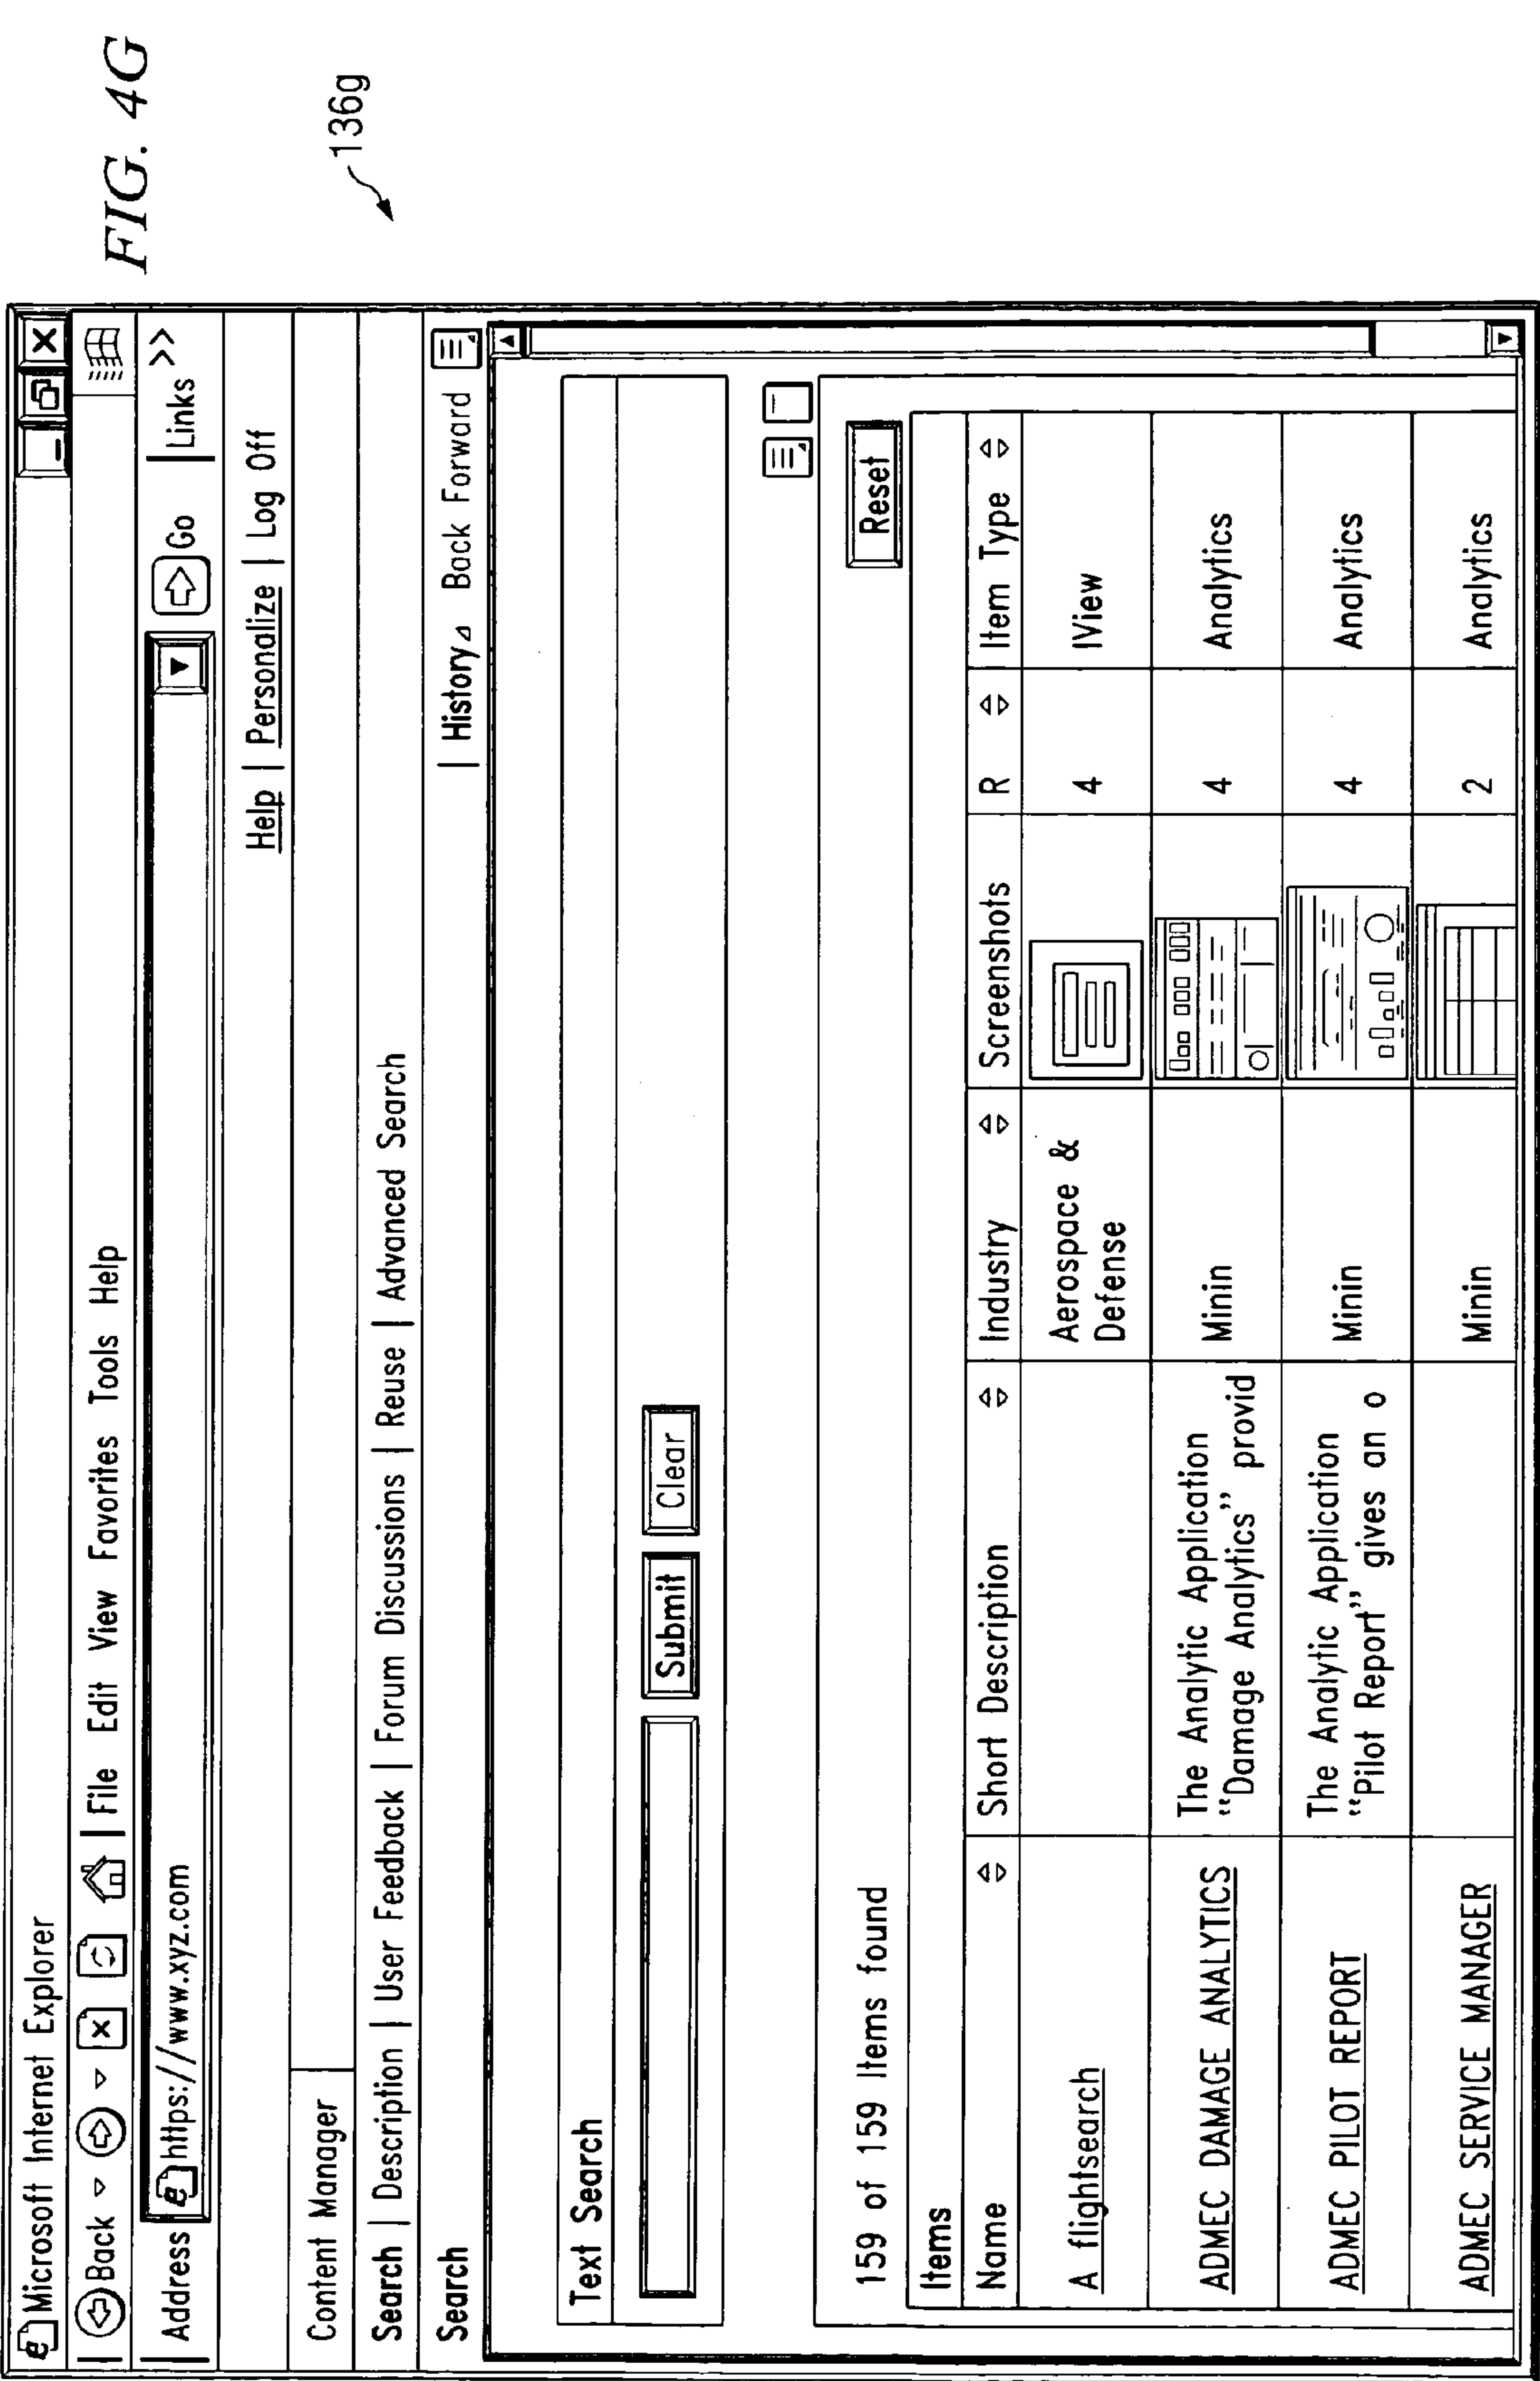 FIG. 4G
136g
Microsoft Internet Explorer
Back | File Edit View Favorites Tools Help
Address https://www.xyz.com Go | Links >>
Help | Personalize | Log Off
Content Manager
Search | Description | User Feedback | Forum Discussions | Reuse | Advanced Search
Search | History Back Forward
Text Search
Submit Clear
159 of 159 Items found Reset
Items
Name Short Description Industry Screenshots R Item Type
A flightsearch Aerospace & 4 IView
Defense
ADMEC DAMAGE ANALYTICS The Analytic Application Minin 4 Analytics
“Damage Analytics” provid
ADMEC PILOT REPORT The Analytic Application Minin 4 Analytics
“Pilot Report” gives an o
ADMEC SERVICE MANAGER Minin 2 Analytics